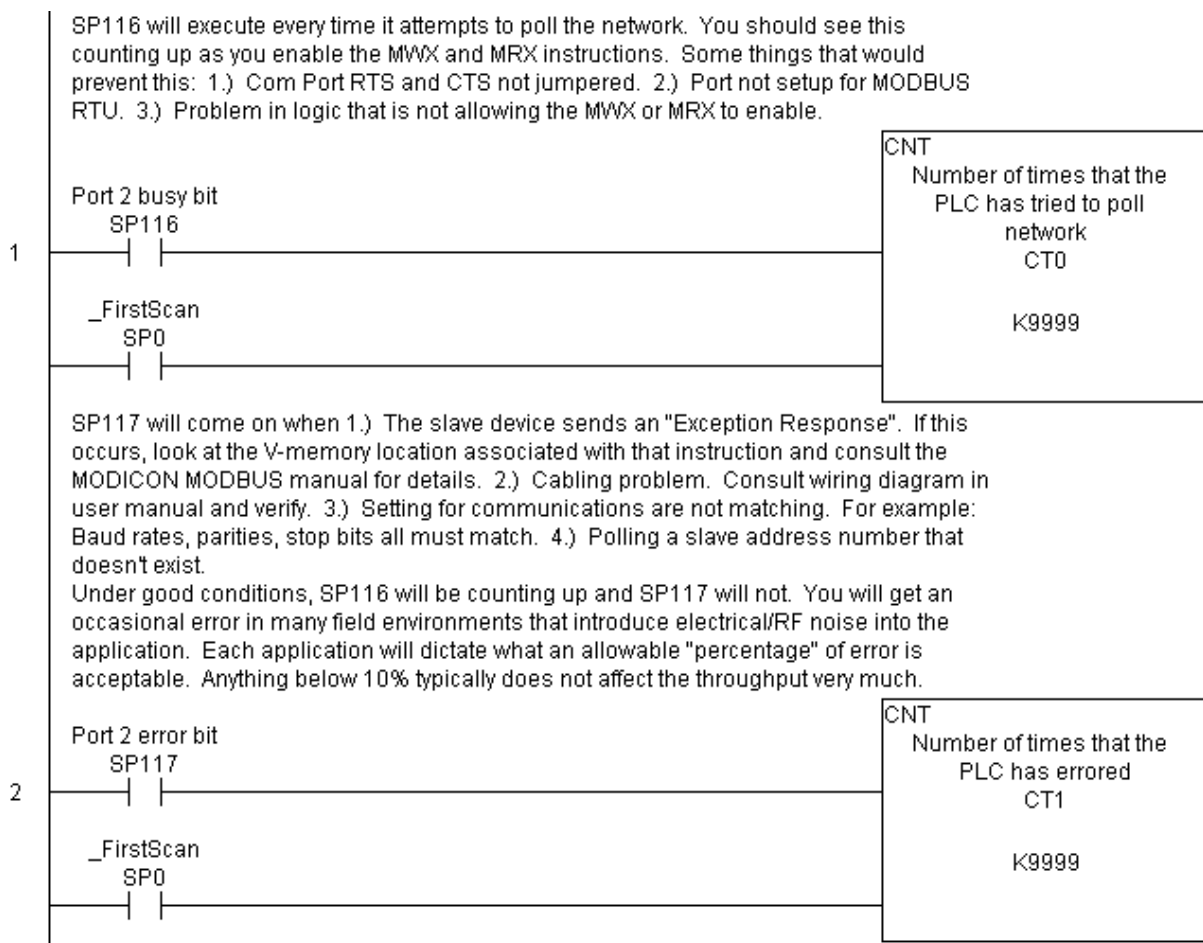 SP116 will execute every time it attempts to poll the network. You should see this
counting up as you enable the MWX and MRX instructions. Some things that would
prevent this: 1.) Com Port RTS and CTS not jumpered. 2.) Port not setup for MODBUS
RTU. 3.) Problem in logic that is not allowing the MWX or MRX to enable.
CNT
Number of times that the
PLC has tried to poll
network
CT0
K9999
Port 2 busy bit
SP116
1
_FirstScan
SP0
SP117 will come on when 1.) The slave device sends an "Exception Response". If this
occurs, look at the V-memory location associated with that instruction and consult the
MODICON MODBUS manual for details. 2.) Cabling problem. Consult wiring diagram in
user manual and verify. 3.) Setting for communications are not matching. For example:
Baud rates, parities, stop bits all must match. 4.) Polling a slave address number that
doesn't exist.
Under good conditions, SP116 will be counting up and SP117 will not. You will get an
occasional error in many field environments that introduce electrical/RF noise into the
application. Each application will dictate what an allowable "percentage" of error is
acceptable. Anything below 10% typically does not affect the throughput very much.
CNT
Number of times that the
PLC has errored
CT1
K9999
Port 2 error bit
SP117
2
_FirstScan
SP0